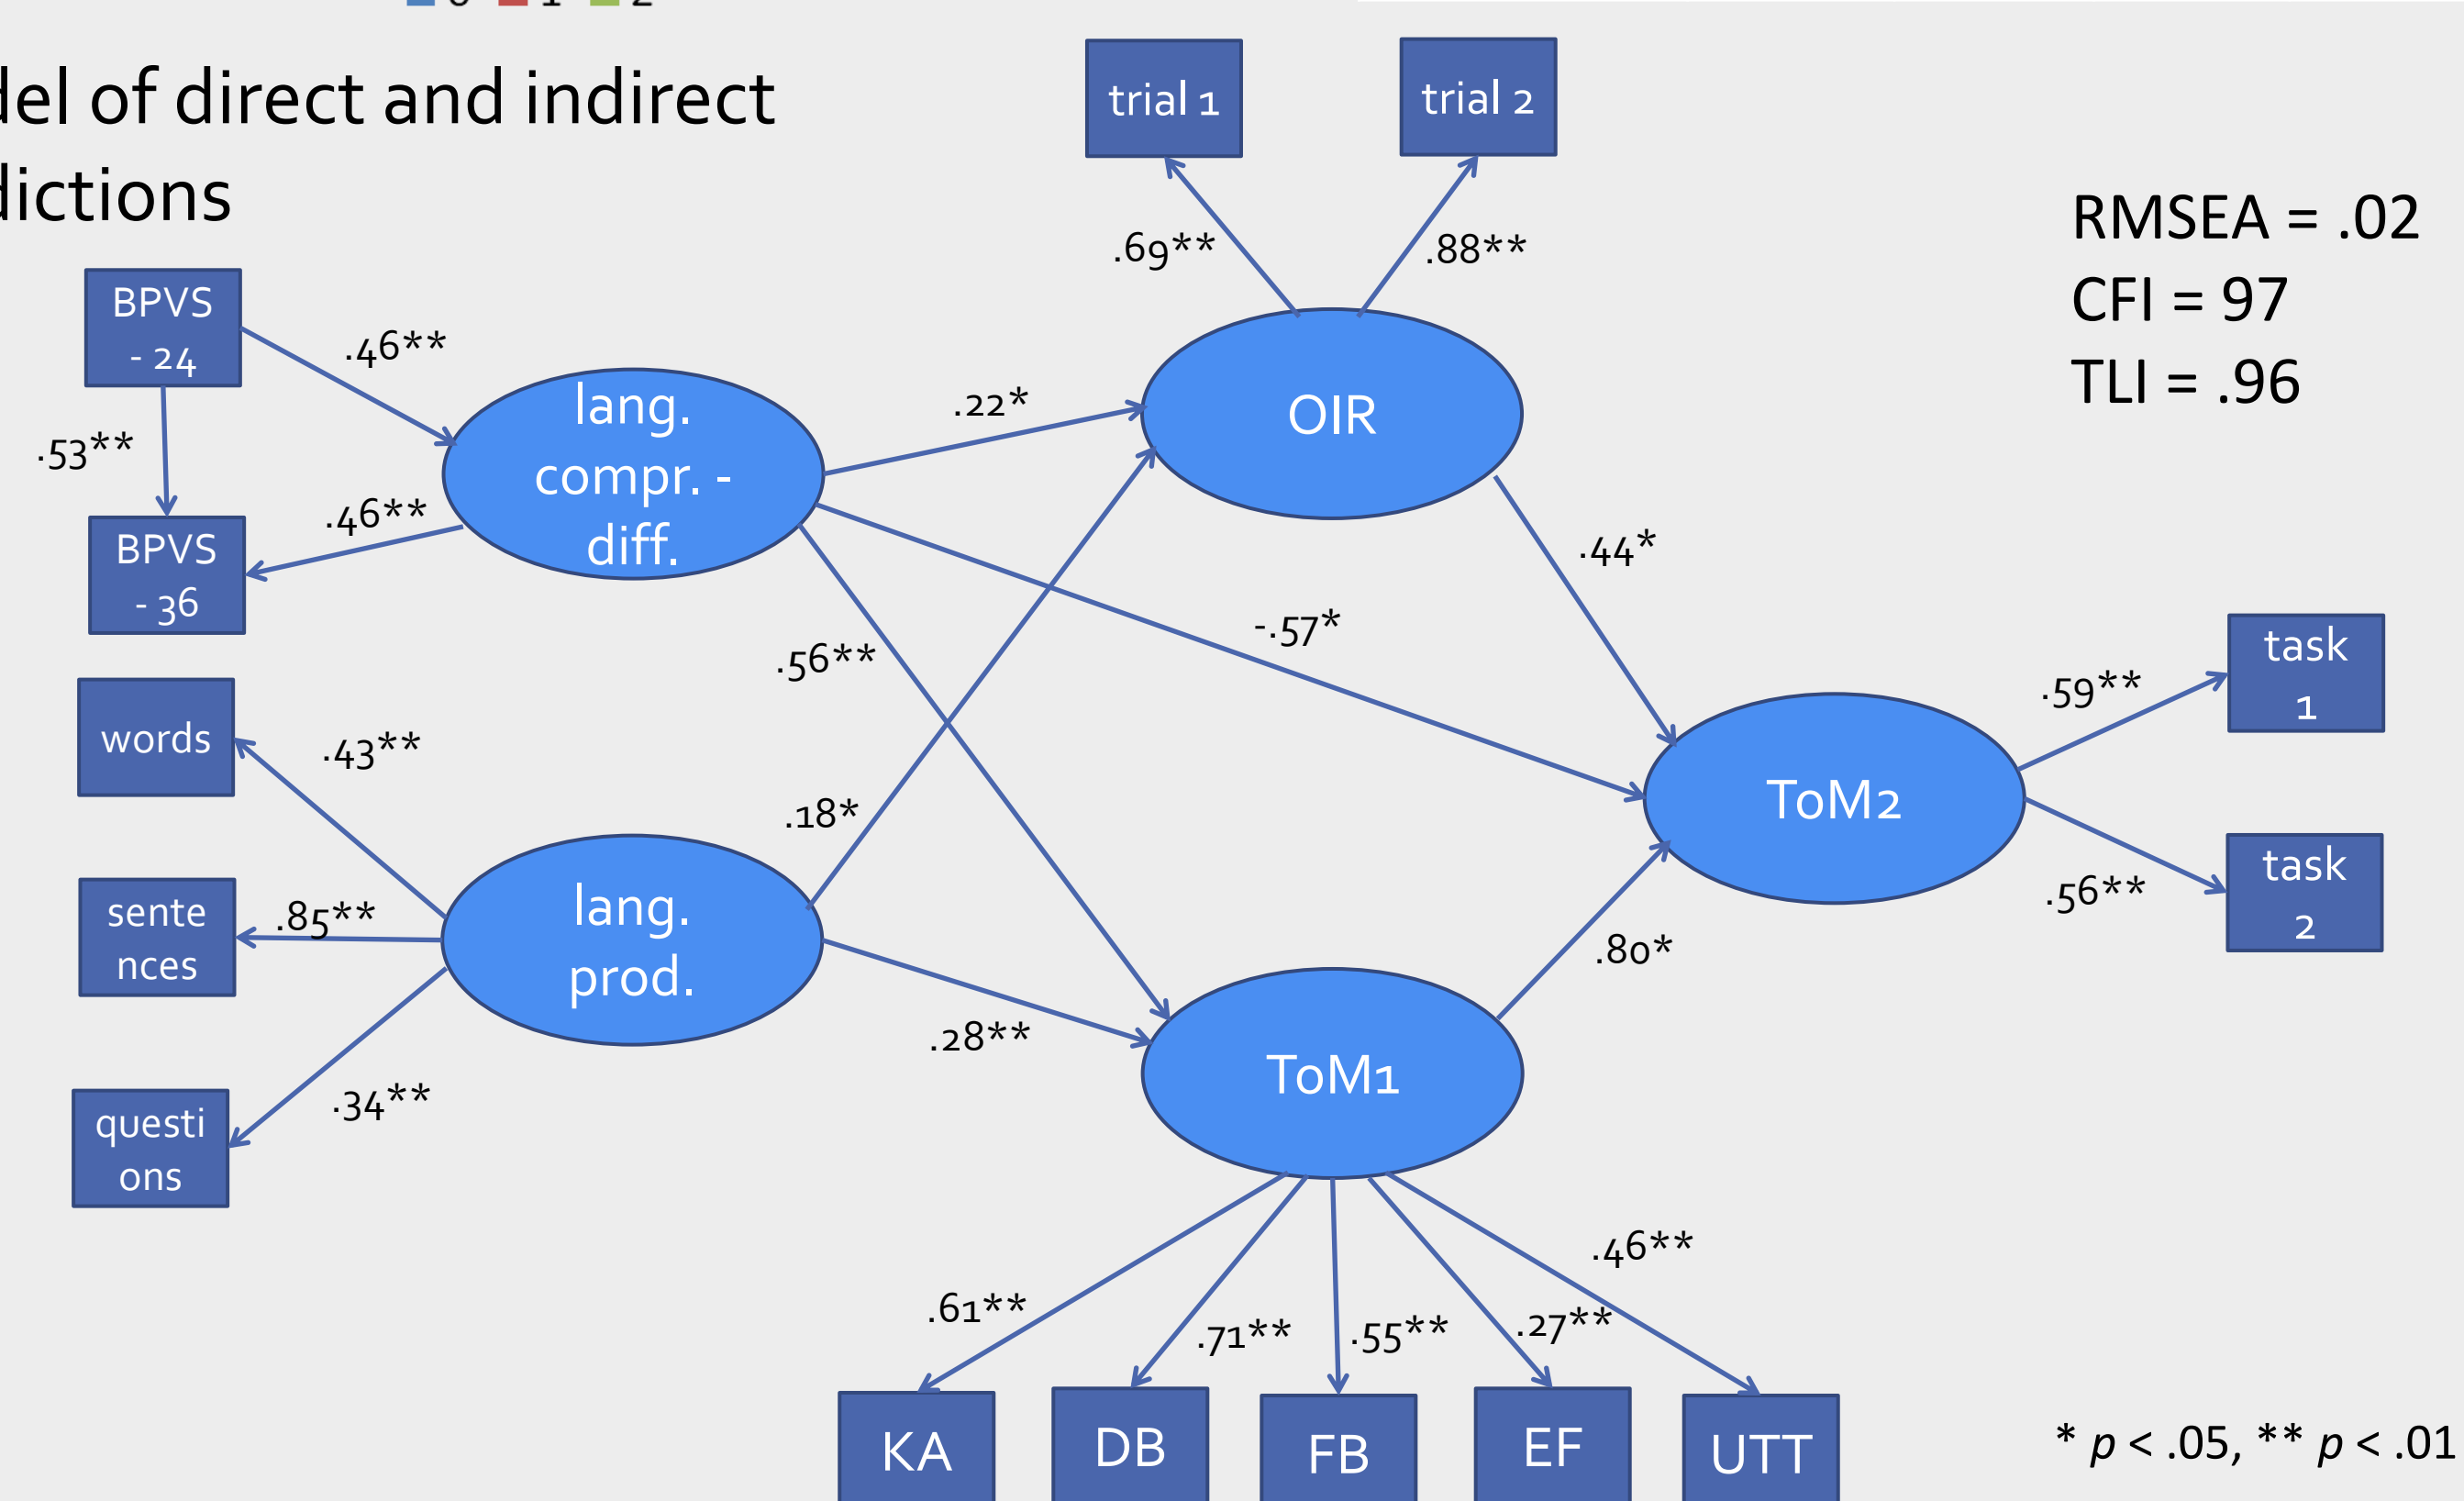 del of direct and indirect
dictions
trial 1
trial 2
.69**
.88**
RMSEA = .02
CFI = 97
TLI = .96
BPVS
- 24
.46**
.53**
.46**
BPVS
- 36
lang.
compr. -
diff.
.22*
OIR
.44*
-.57*
.56**
.18*
words
.43**
sente
nces
.85**
questi
ons
.34**
lang.
prod.
.28**
ToM1
.80*
ToM2
.59**
task
1
.56**
task
2
.61**
.71**
.55**
.27**
.46**
KA
DB
FB
EF
UTT
* p < .05, ** p < .01